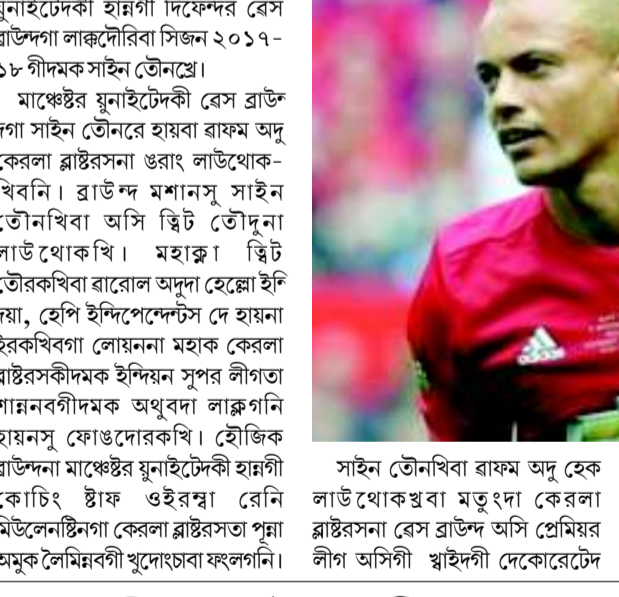 য়ুনাইটেদকী হান্নগী দিফেন্দর ৱেস
ব্রাউন্দগা লাক্কদৌরিবা সিজন ২০১৭-
১৮ গীদমক সাইন তৌনখ্রে।
মাঞ্চেষ্টর য়ুনাইটেদকী ৱেস ব্রাউন
দগা সাইন তৌনরে হায়বা ৱাফম অদু
কেরলা ব্লাষ্টরসনা ঙরাং লাউথোক-
খিবনি। ব্রাউন্দ মশানসু সাইন
তৌনখিবা অসি ত্বিট তৌদুনা
লাউথোকখি। মহাক্না ত্বিট
তৌরকখিবা ৱারোল অদুদা হেল্লো ইন্দি
য়া, হেপি ইন্দিপেন্দেন্টস দে হায়না
ইরকখিবগা লোয়ননা মহাক কেরলা
ব্লাষ্টরসকীদমক ইন্দিয়ন সুপর লীগতা
শান্নবগীদমক অথুবদা লাক্লগনি
হায়নসু ফোঙদোরকখি। হৌজিক
ব্রাউন্দনা মাঞ্চেষ্টর য়ুনাইটেদকী হান্নগী
কোচিং ষ্টাফ ওইরম্বা রেনি
মিউলেনষ্টিনগা কেরলা ব্লাষ্টরসতা পূন্না
অমুক লৈমিন্নবগী খুদোংচাবা ফংলগনি।
adidas
সাইন তৌনখিবা ৱাফম অদু হেক
লাউথোকখ্রবা মতুংদা কেরলা
ব্লাষ্টরসনা ৱেস ব্রাউন্দ অসি প্রেমিয়র
লীগ অসিগী খ্বাইদগী দেকোরেটেদ